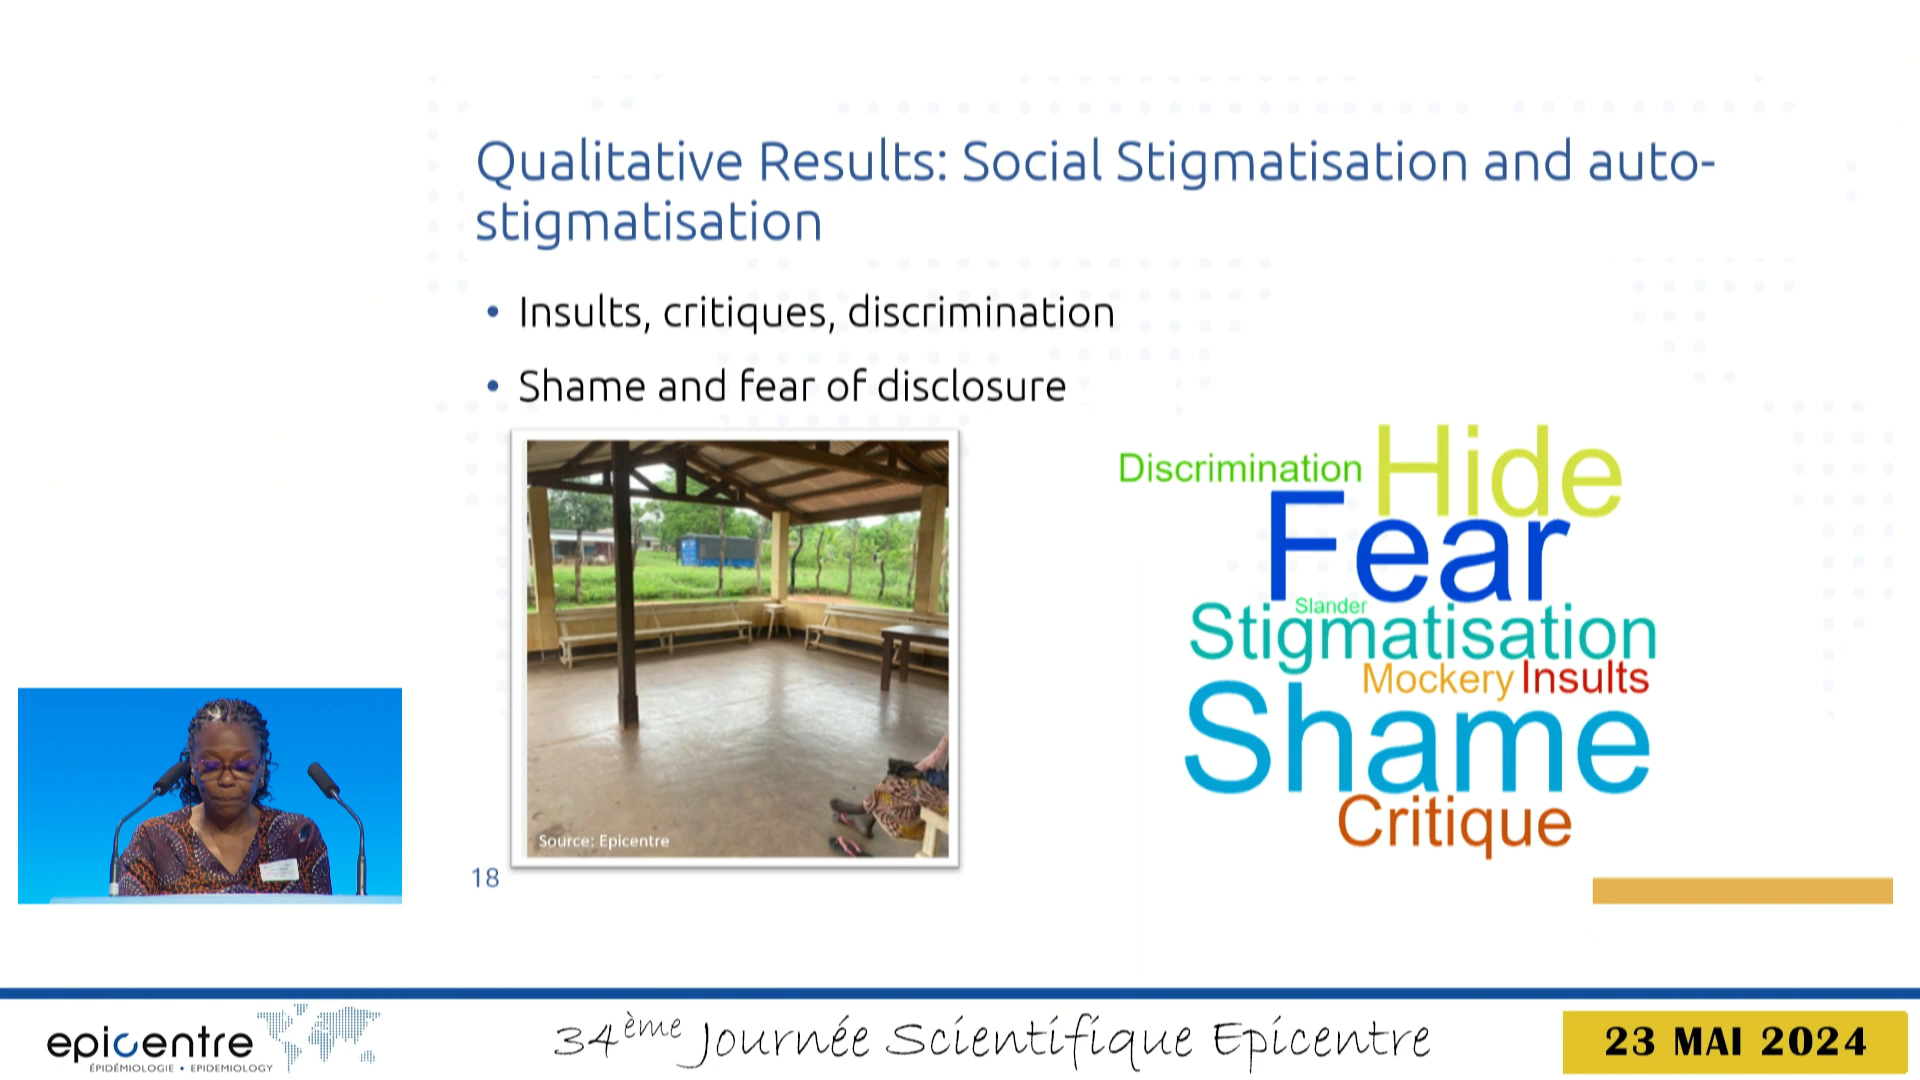 Qualitative Results: Social Stigmatisation and auto-
stigmatisation
• Insults, critiques, discrimination
• Shame and fear of disclosure
Source: Epicentre
Discrimination
Hide
Fear
Slander
Stigmatisation
Mockery
Insults
Shame
Critique
18
epicentre
ÉPIDÉMIOLOGIE • EPIDEMIOLOGY
34ème Journée Scientifique Epicentre
23 MAI 2024